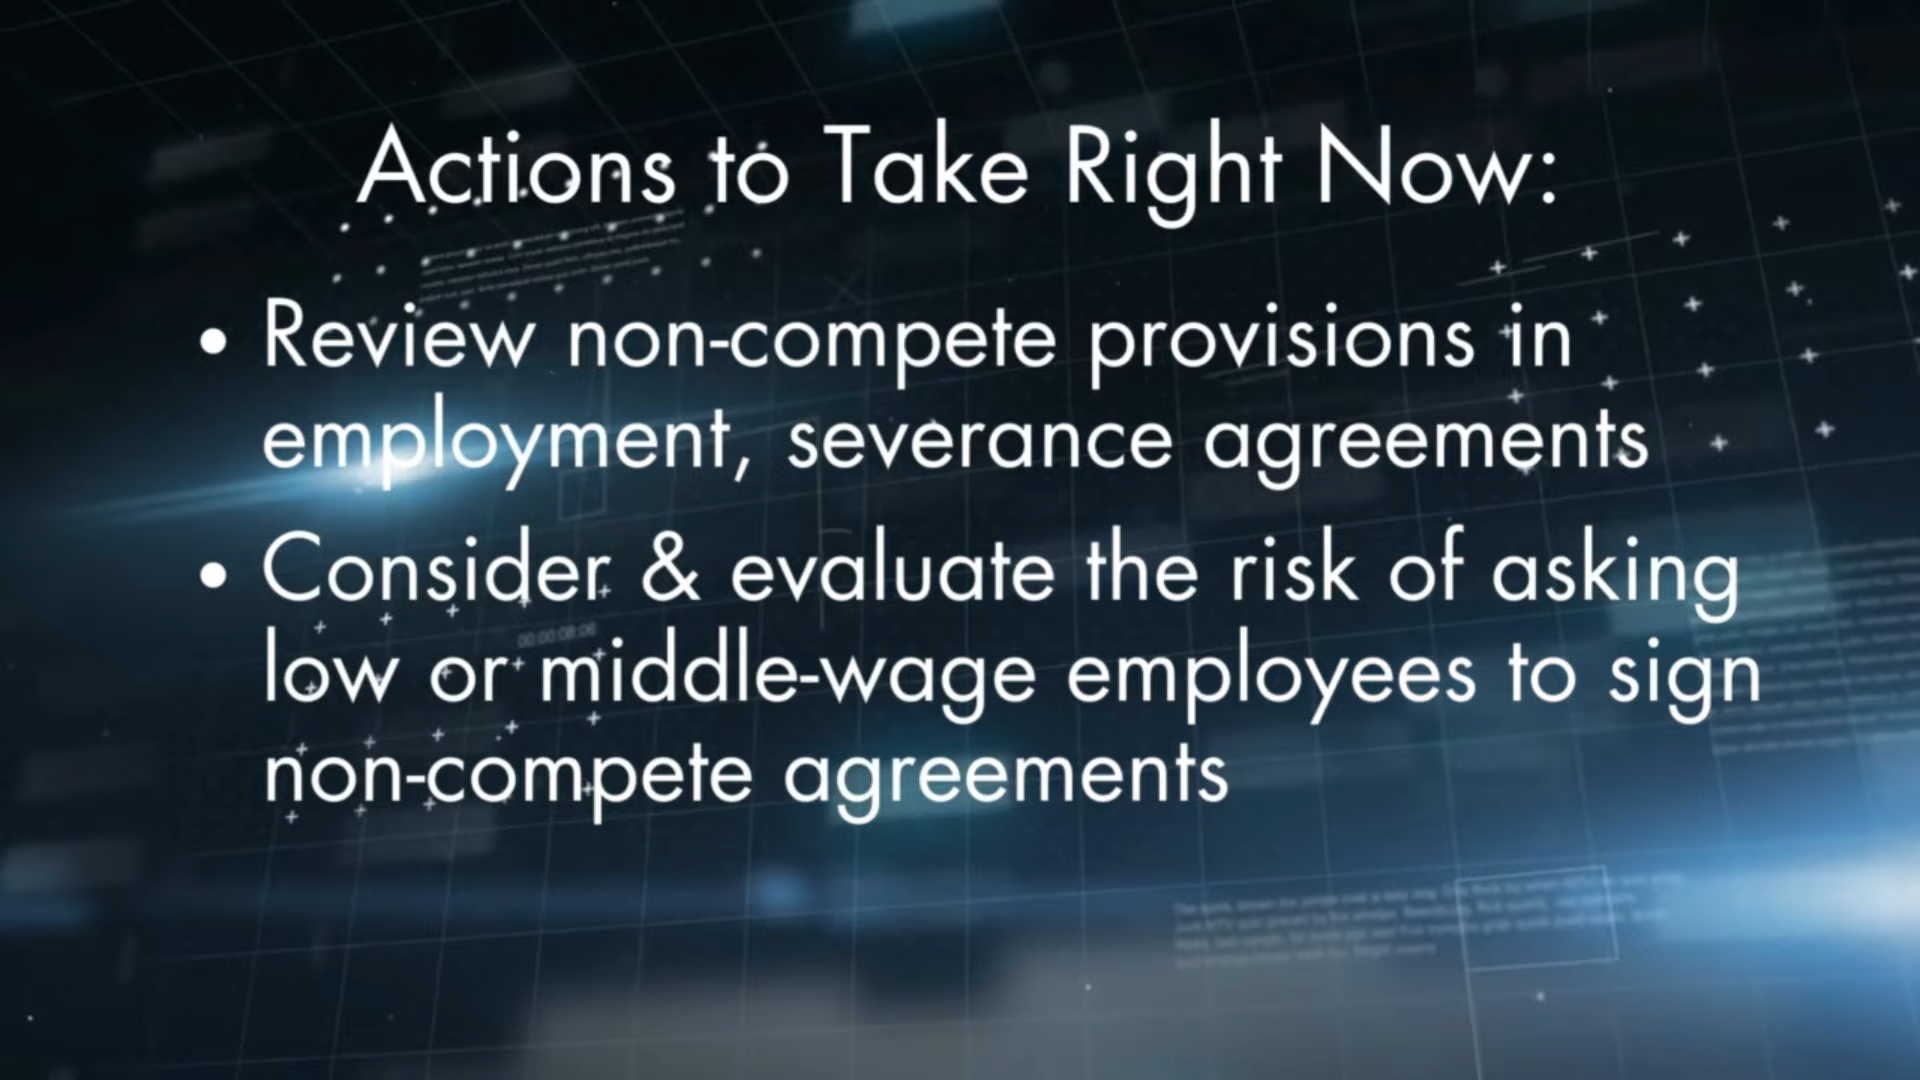 Actions to Take Right Now:
• Review non-compete provisions in
employment, severance agreements
• Consider & evaluate the risk of asking
low or middle-wage employees to sign
non-compete agreements